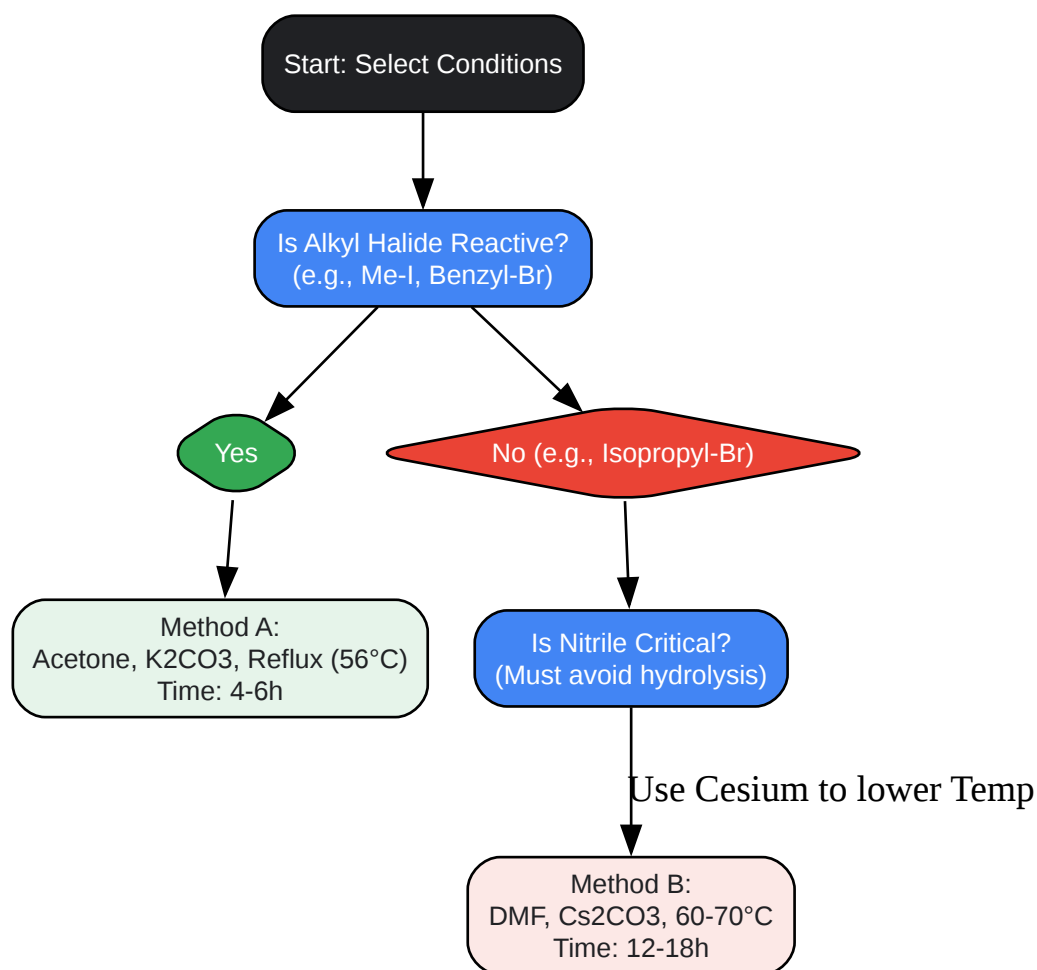 Start: Select Conditions
Is Alkyl Halide Reactive?
(e.g., Me-I, Benzyl-Br)
Yes
No (e.g., Isopropyl-Br)
Method A:
Acetone, K2CO3, Reflux (56°C)
Time: 4-6h
Is Nitrile Critical?
(Must avoid hydrolysis)
Use Cesium to lower Temp
Method B:
DMF, Cs2CO3, 60-70°C
Time: 12-18h